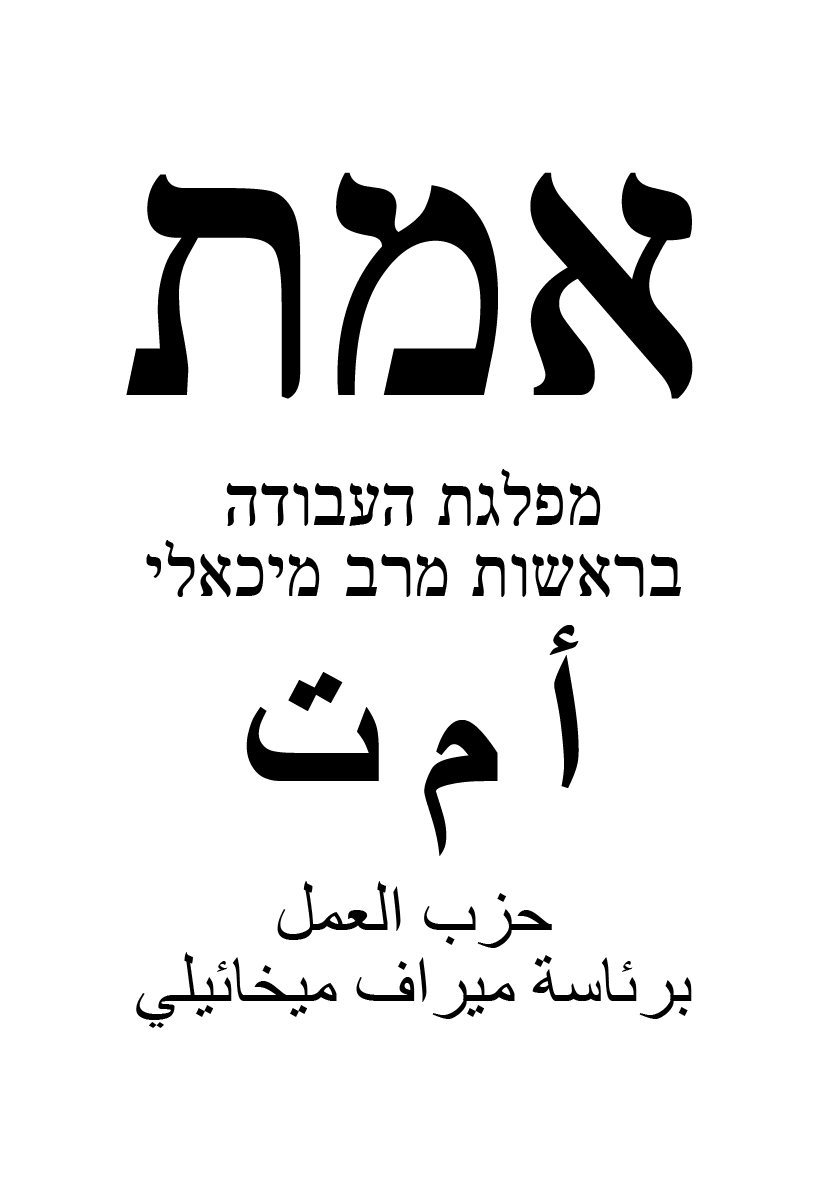 אמת
מפלגת העבודה
בראשות מרב מיכאלי
أ م ت
حزب العمل
برئاسة ميراف ميخائيلي